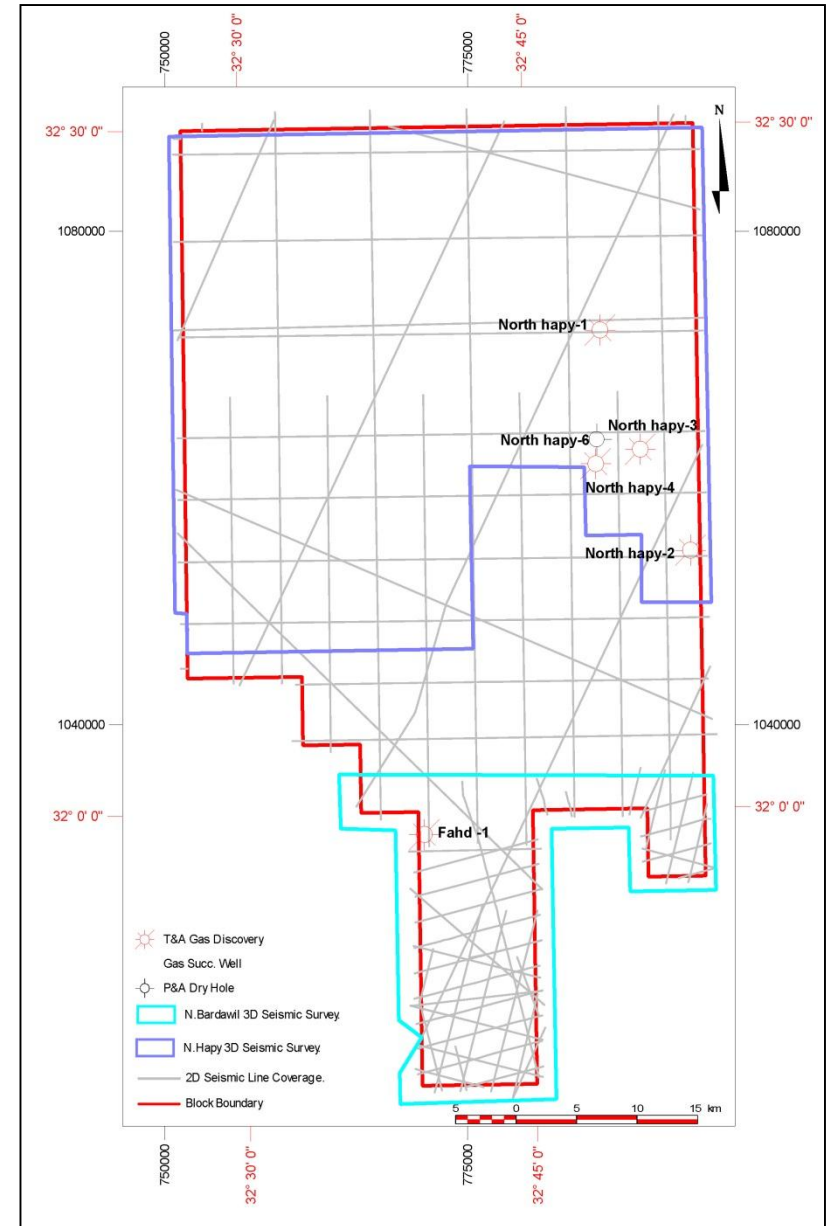 750000
32° 30' 0"
775000
32° 45' 0"
N
32° 30' 0"
32° 30' 0"
1080000
1080000
North hapy-1
North hapy-3
North hapy-6
North hapy-4
North hapy-2
1040000
1040000
32° 0' 0"
32° 0' 0"
Fahd -1
T&A Gas Discovery
Gas Succ. Well
P&A Dry Hole
N.Bardawil 3D Seismic Survey.
N.Hapy 3D Seismic Survey.
2D Seismic Line Coverage.
Block Boundary
5 0 5 10 15 km
750000
32° 30' 0"
775000
32° 45' 0"